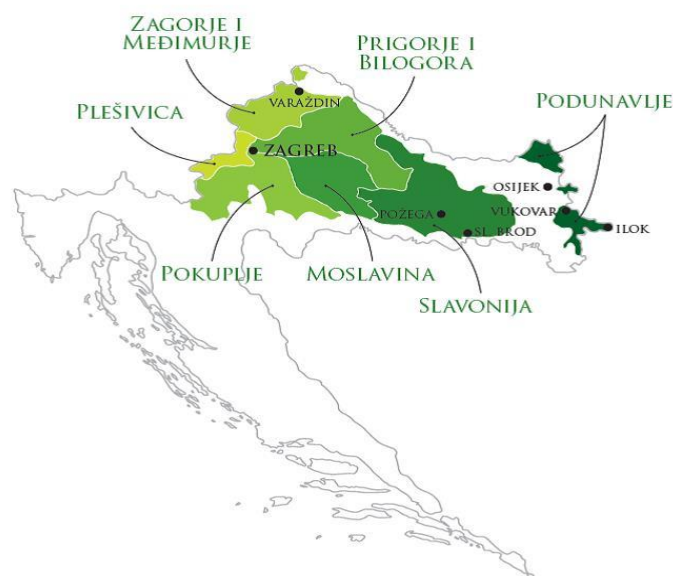 ZAGORJE I
MEĐIMURJE
PRIGORJE I
BILOGORA
PLEŠIVICA
PODUNAVLJE
VARAŽDIN
ZAGREB
OSIJEK
VUKOVAR
ILOK
POŽEGA
SL. BROD
POKUPLJE
MOSLAVINA
SLAVONIJA